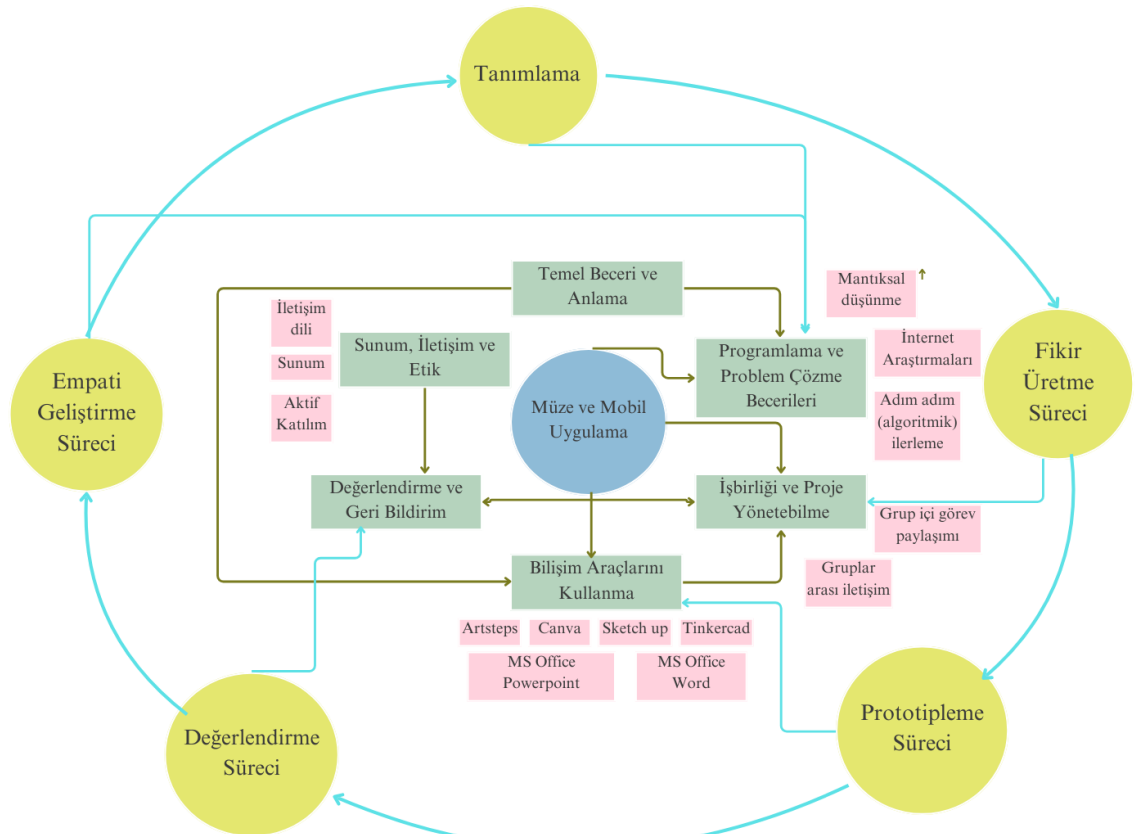 Tanımlama
Temel Beceri ve
Anlama
Mantıksal
düşünme
İletişim
dili
Sunum
Aktif
Katılım
Sunum, İletişim ve
Etik
Müze ve Mobil
Uygulama
Programlama ve
Problem Çözme
Becerileri
İnternet
Araştırmaları
Adım adım
(algoritmik)
ilerleme
Fikir
Üretme
Süreci
Empati
Geliştirme
Süreci
Değerlendirme ve
Geri Bildirim
İşbirliği ve Proje
Yönetebilme
Grup içi görev
paylaşımı
Gruplar
arası iletişim
Bilişim Araçlarını
Kullanma
Artsteps
Canva
Sketch up
Tinkercad
MS Office
Powerpoint
MS Office
Word
Değerlendirme
Süreci
Prototipleme
Süreci